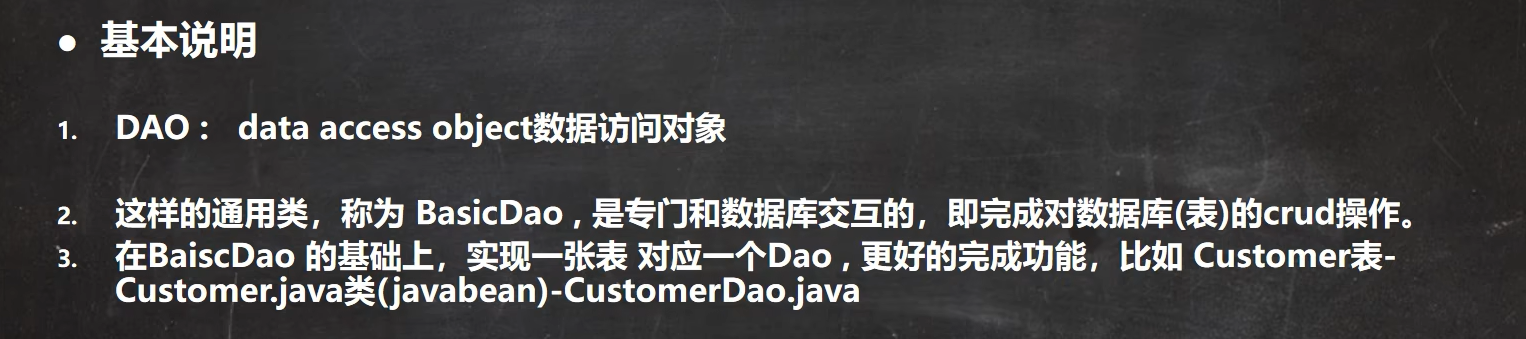 ● 基本说明
1. DAO： data access object数据访问对象
2. 这样的通用类，称为 BasicDao , 是专门和数据库交互的，即完成对数据库(表)的crud操作。
3. 在BaiscDao 的基础上，实现一张表 对应一个Dao , 更好的完成功能，比如 Customer表-
Customer.java类(javabean)-CustomerDao.java